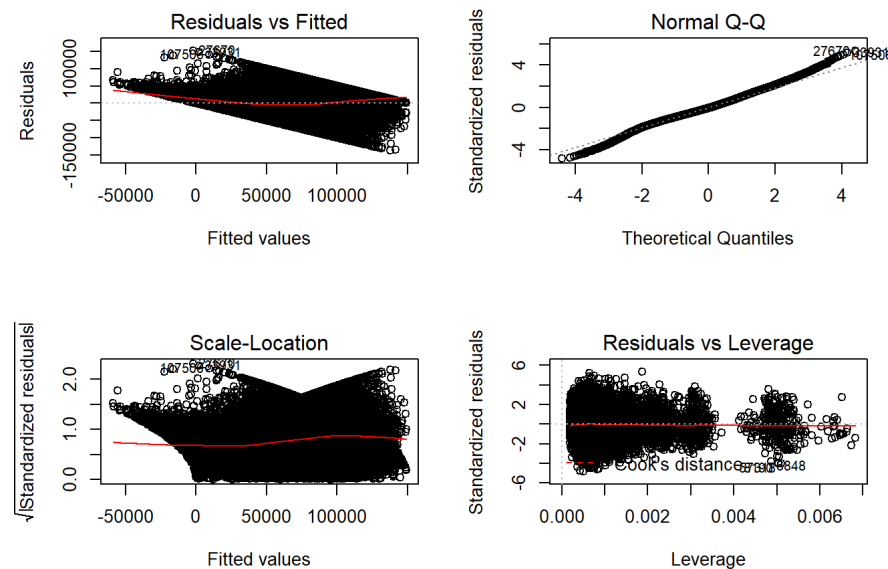 Residuals vs Fitted
Residuals
-150000
100000
-50000 0 50000 100000
Fitted values
Normal Q-Q
Standardized residuals
-4 0 4
-4 -2 0 2 4
Theoretical Quantiles
Scale-Location
√|Standardized residuals|
0.0 1.0 2.0
-50000 0 50000 100000
Fitted values
Residuals vs Leverage
Standardized residuals
-6 -2 2 6
Cook's distance
0.000 0.002 0.004 0.006
Leverage